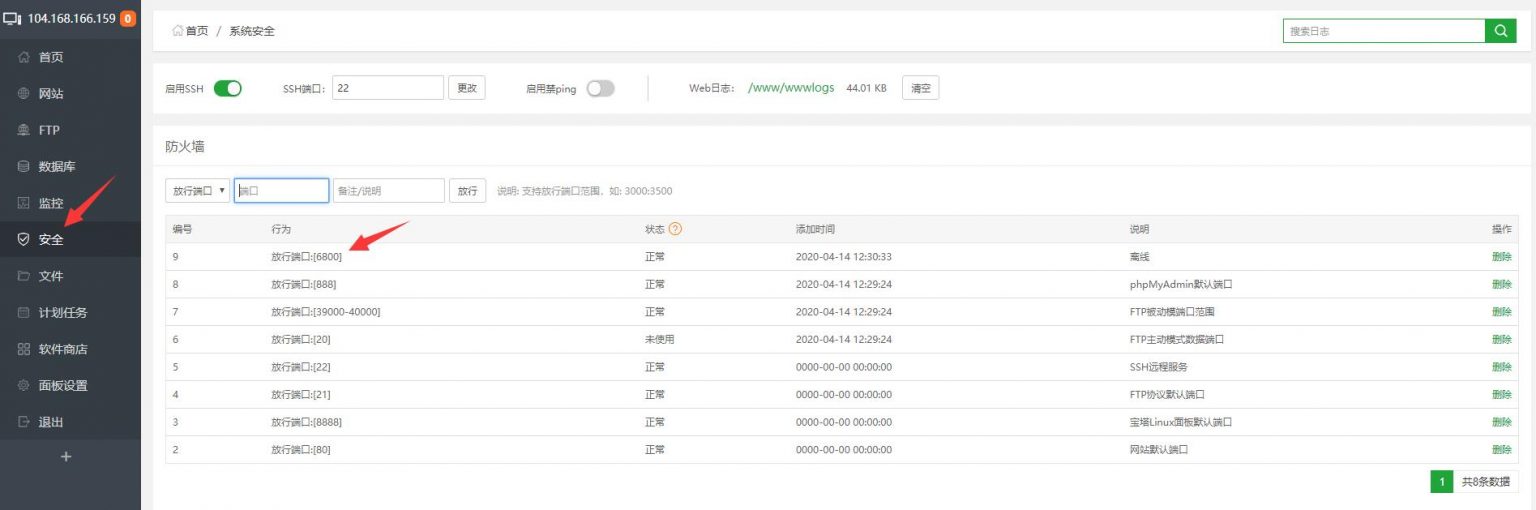 104.168.166.159 0
首页
网站
FTP
数据库
监控
安全
文件
计划任务
软件商店
面板设置
退出
+
首页 / 系统安全
搜索日志
启用SSH SSH端口: 22 更改 启用禁ping Web日志: /www/wwwlogs 44.01 KB 清空
防火墙
放行端口 端口 备注/说明 放行 说明: 支持放行端口范围，如: 3000:3500
编号 行为 状态 ? 添加时间 说明 操作
9 放行端口:[6800] 正常 2020-04-14 12:30:33 离线 删除
8 放行端口:[888] 正常 2020-04-14 12:29:24 phpMyAdmin默认端口 删除
7 放行端口:[39000-40000] 正常 2020-04-14 12:29:24 FTP被动模端口范围 删除
6 放行端口:[20] 未使用 2020-04-14 12:29:24 FTP主动模式数据端口 删除
5 放行端口:[22] 正常 0000-00-00 00:00:00 SSH远程服务 删除
4 放行端口:[21] 正常 0000-00-00 00:00:00 FTP协议默认端口 删除
3 放行端口:[8888] 正常 0000-00-00 00:00:00 宝塔Linux面板默认端口 删除
2 放行端口:[80] 正常 0000-00-00 00:00:00 网站默认端口 删除
1 共8条数据